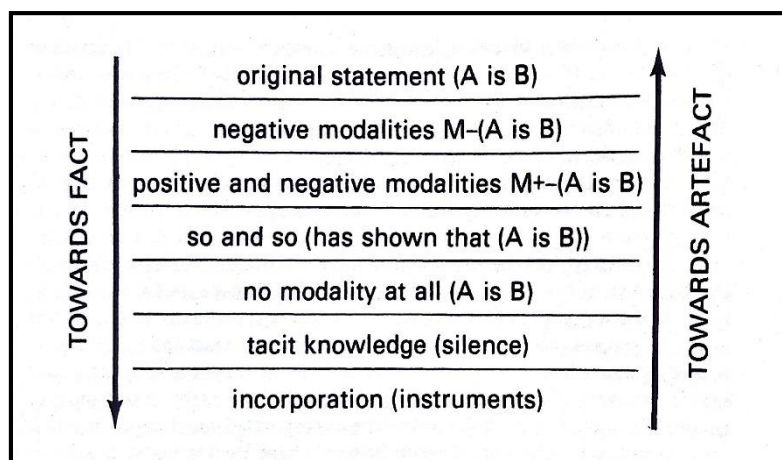 TOWARDS FACT
original statement (A is B)
negative modalities M–(A is B)
positive and negative modalities M+–(A is B)
so and so (has shown that (A is B))
no modality at all (A is B)
tacit knowledge (silence)
incorporation (instruments)
TOWARDS ARTEFACT